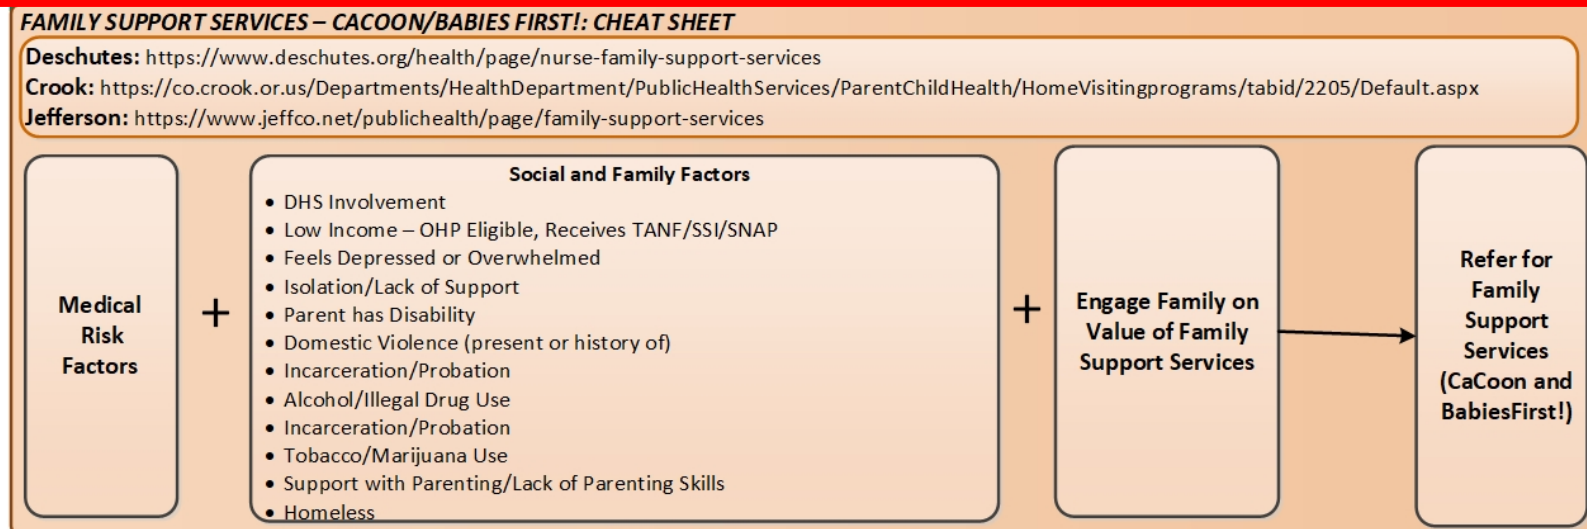 FAMILY SUPPORT SERVICES – CACOON/BABIES FIRST!: CHEAT SHEET
Deschutes: https://www.deschutes.org/health/page/nurse-family-support-services
Crook: https://co.crook.or.us/Departments/HealthDepartment/PublicHealthServices/ParentChildHealth/HomeVisitingprograms/tabid/2205/Default.aspx
Jefferson: https://www.jeffco.net/publichealth/page/family-support-services
Medical
Risk
Factors
+
Social and Family Factors
• DHS Involvement
• Low Income – OHP Eligible, Receives TANF/SSI/SNAP
• Feels Depressed or Overwhelmed
• Isolation/Lack of Support
• Parent has Disability
• Domestic Violence (present or history of)
• Incarceration/Probation
• Alcohol/Illegal Drug Use
• Incarceration/Probation
• Tobacco/Marijuana Use
• Support with Parenting/Lack of Parenting Skills
• Homeless
+
Engage Family on
Value of Family
Support Services
Refer for
Family
Support
Services
(CaCoon and
BabiesFirst!)